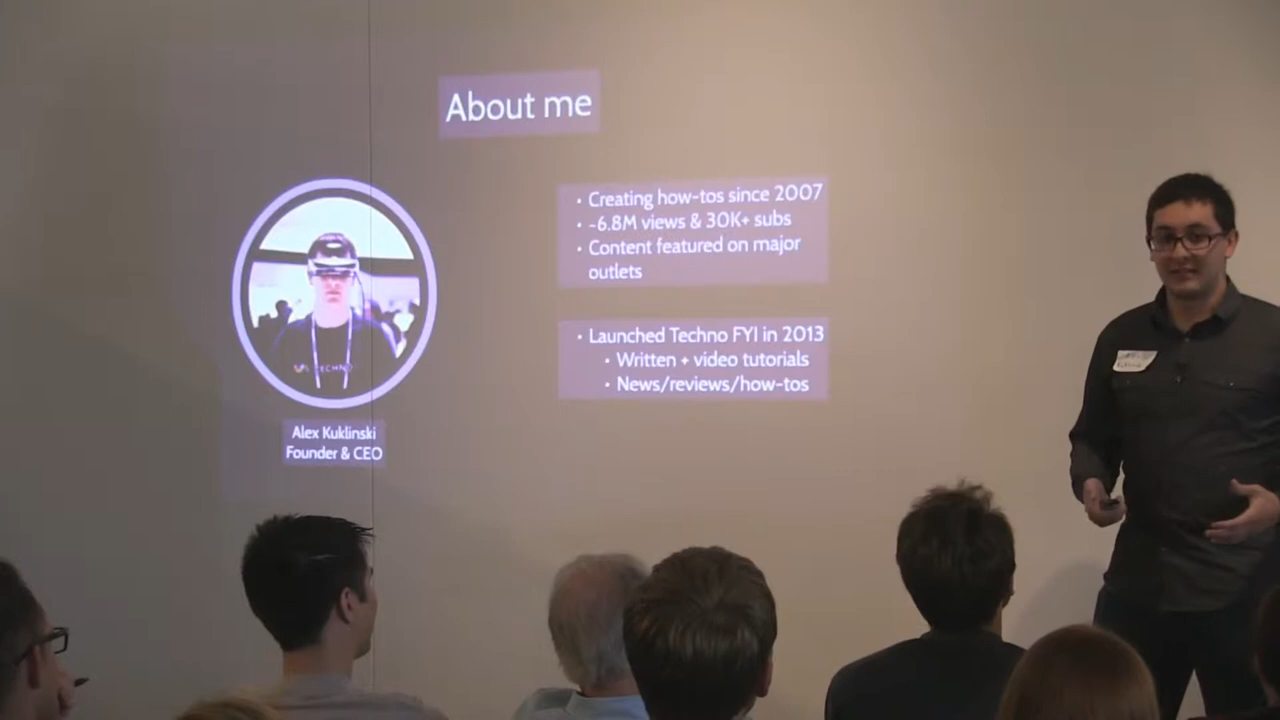 About me
• Creating how-tos since 2007
• ~6.8M views & 30K+ subs
• Content featured on major
outlets
• Launched Techno FYI in 2013
• Written + video tutorials
• News/reviews/how-tos
TECHNO
Alex Kuklinski
Founder & CEO